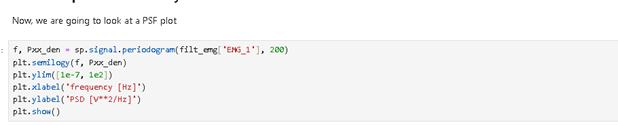 Now, we are going to look at a PSF plot
f, Pxx_den = sp.signal.periodogram(filt_emg['EMG_1'], 200)
plt.semilogy(f, Pxx_den)
plt.ylim([1e-7, 1e2])
plt.xlabel('frequency [Hz]')
plt.ylabel('PSD [V**2/Hz]')
plt.show()